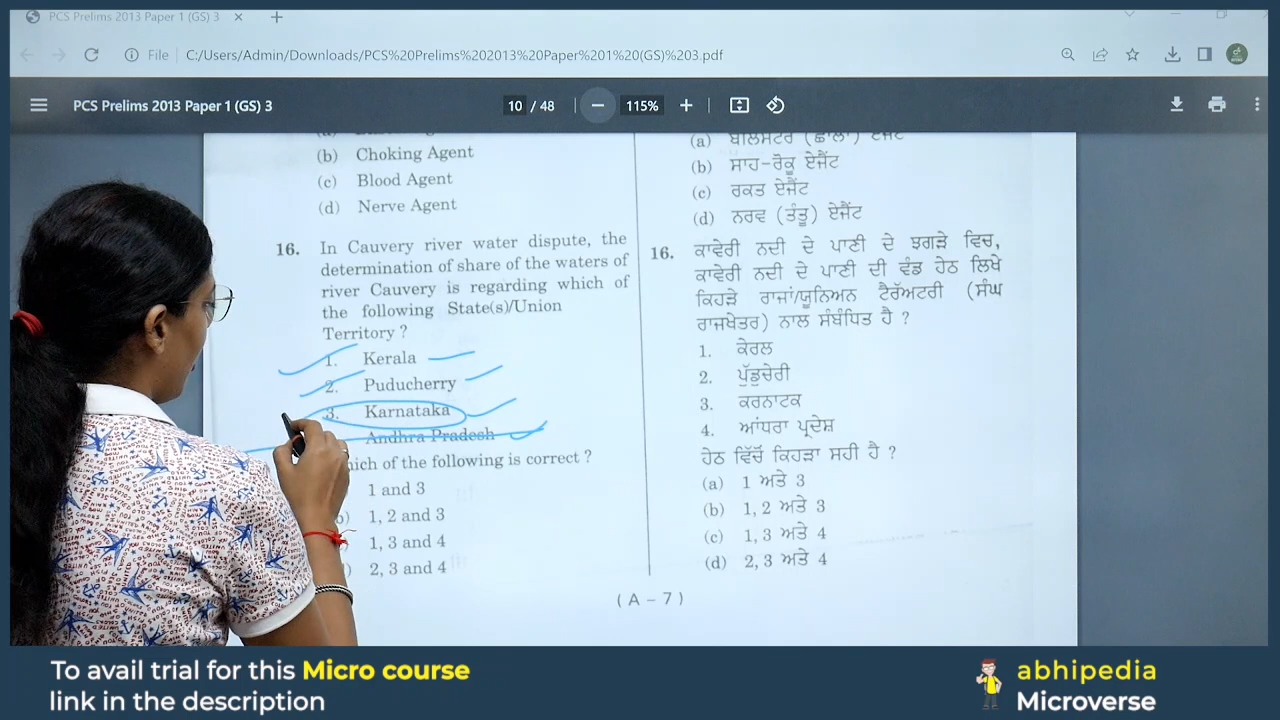 PCS Prelims 2013 Paper 1 (GS) 3
File C:/Users/Admin/Downloads/PCS%20Prelims%202013%20Paper%201%20(GS)%203.pdf
PCS Prelims 2013 Paper 1 (GS) 3
10 / 48
115%
(b) Choking Agent
(c) Blood Agent
(d) Nerve Agent
16. In Cauvery river water dispute, the
determination of share of the waters of
river Cauvery is regarding which of
the following State(s)/Union
Territory ?
1. Kerala
2. Puducherry
3. Karnataka
Andhra Pradesh
of the following is correct ?
1 and 3
1, 2 and 3
1, 3 and 4
2, 3 and 4
(a) ਬਲਿਸਟਰ (ਛਾਲਾ) ਏਜੈਂਟ
(b) ਸਾਹ-ਰੋਕੂ ਏਜੈਂਟ
(c) ਰਕਤ ਏਜੈਂਟ
(d) ਨਰਵ (ਤੰਤੂ) ਏਜੈਂਟ
16. ਕਾਵੇਰੀ ਨਦੀ ਦੇ ਪਾਣੀ ਦੇ ਝਗੜੇ ਵਿਚ,
ਕਾਵੇਰੀ ਨਦੀ ਦੇ ਪਾਣੀ ਦੀ ਵੰਡ ਹੇਠ ਲਿਖੇ
ਕਿਹੜੇ ਰਾਜਾਂ/ਯੂਨਿਅਨ ਟੈਰੱਅਟਰੀ (ਸੰਘ
ਰਾਜਖੇਤਰ) ਨਾਲ ਸੰਬੰਧਿਤ ਹੈ ?
1. ਕੇਰਲ
2. ਪੁੱਡੁਚੇਰੀ
3. ਕਰਨਾਟਕ
4. ਆਂਧਰਾ ਪ੍ਰਦੇਸ਼
ਹੇਠ ਵਿੱਚੋਂ ਕਿਹੜਾ ਸਹੀ ਹੈ ?
(a) 1 ਅਤੇ 3
(b) 1, 2 ਅਤੇ 3
(c) 1, 3 ਅਤੇ 4
(d) 2, 3 ਅਤੇ 4
( A – 7 )
To avail trial for this Micro course
link in the description
abhipedia
Microverse